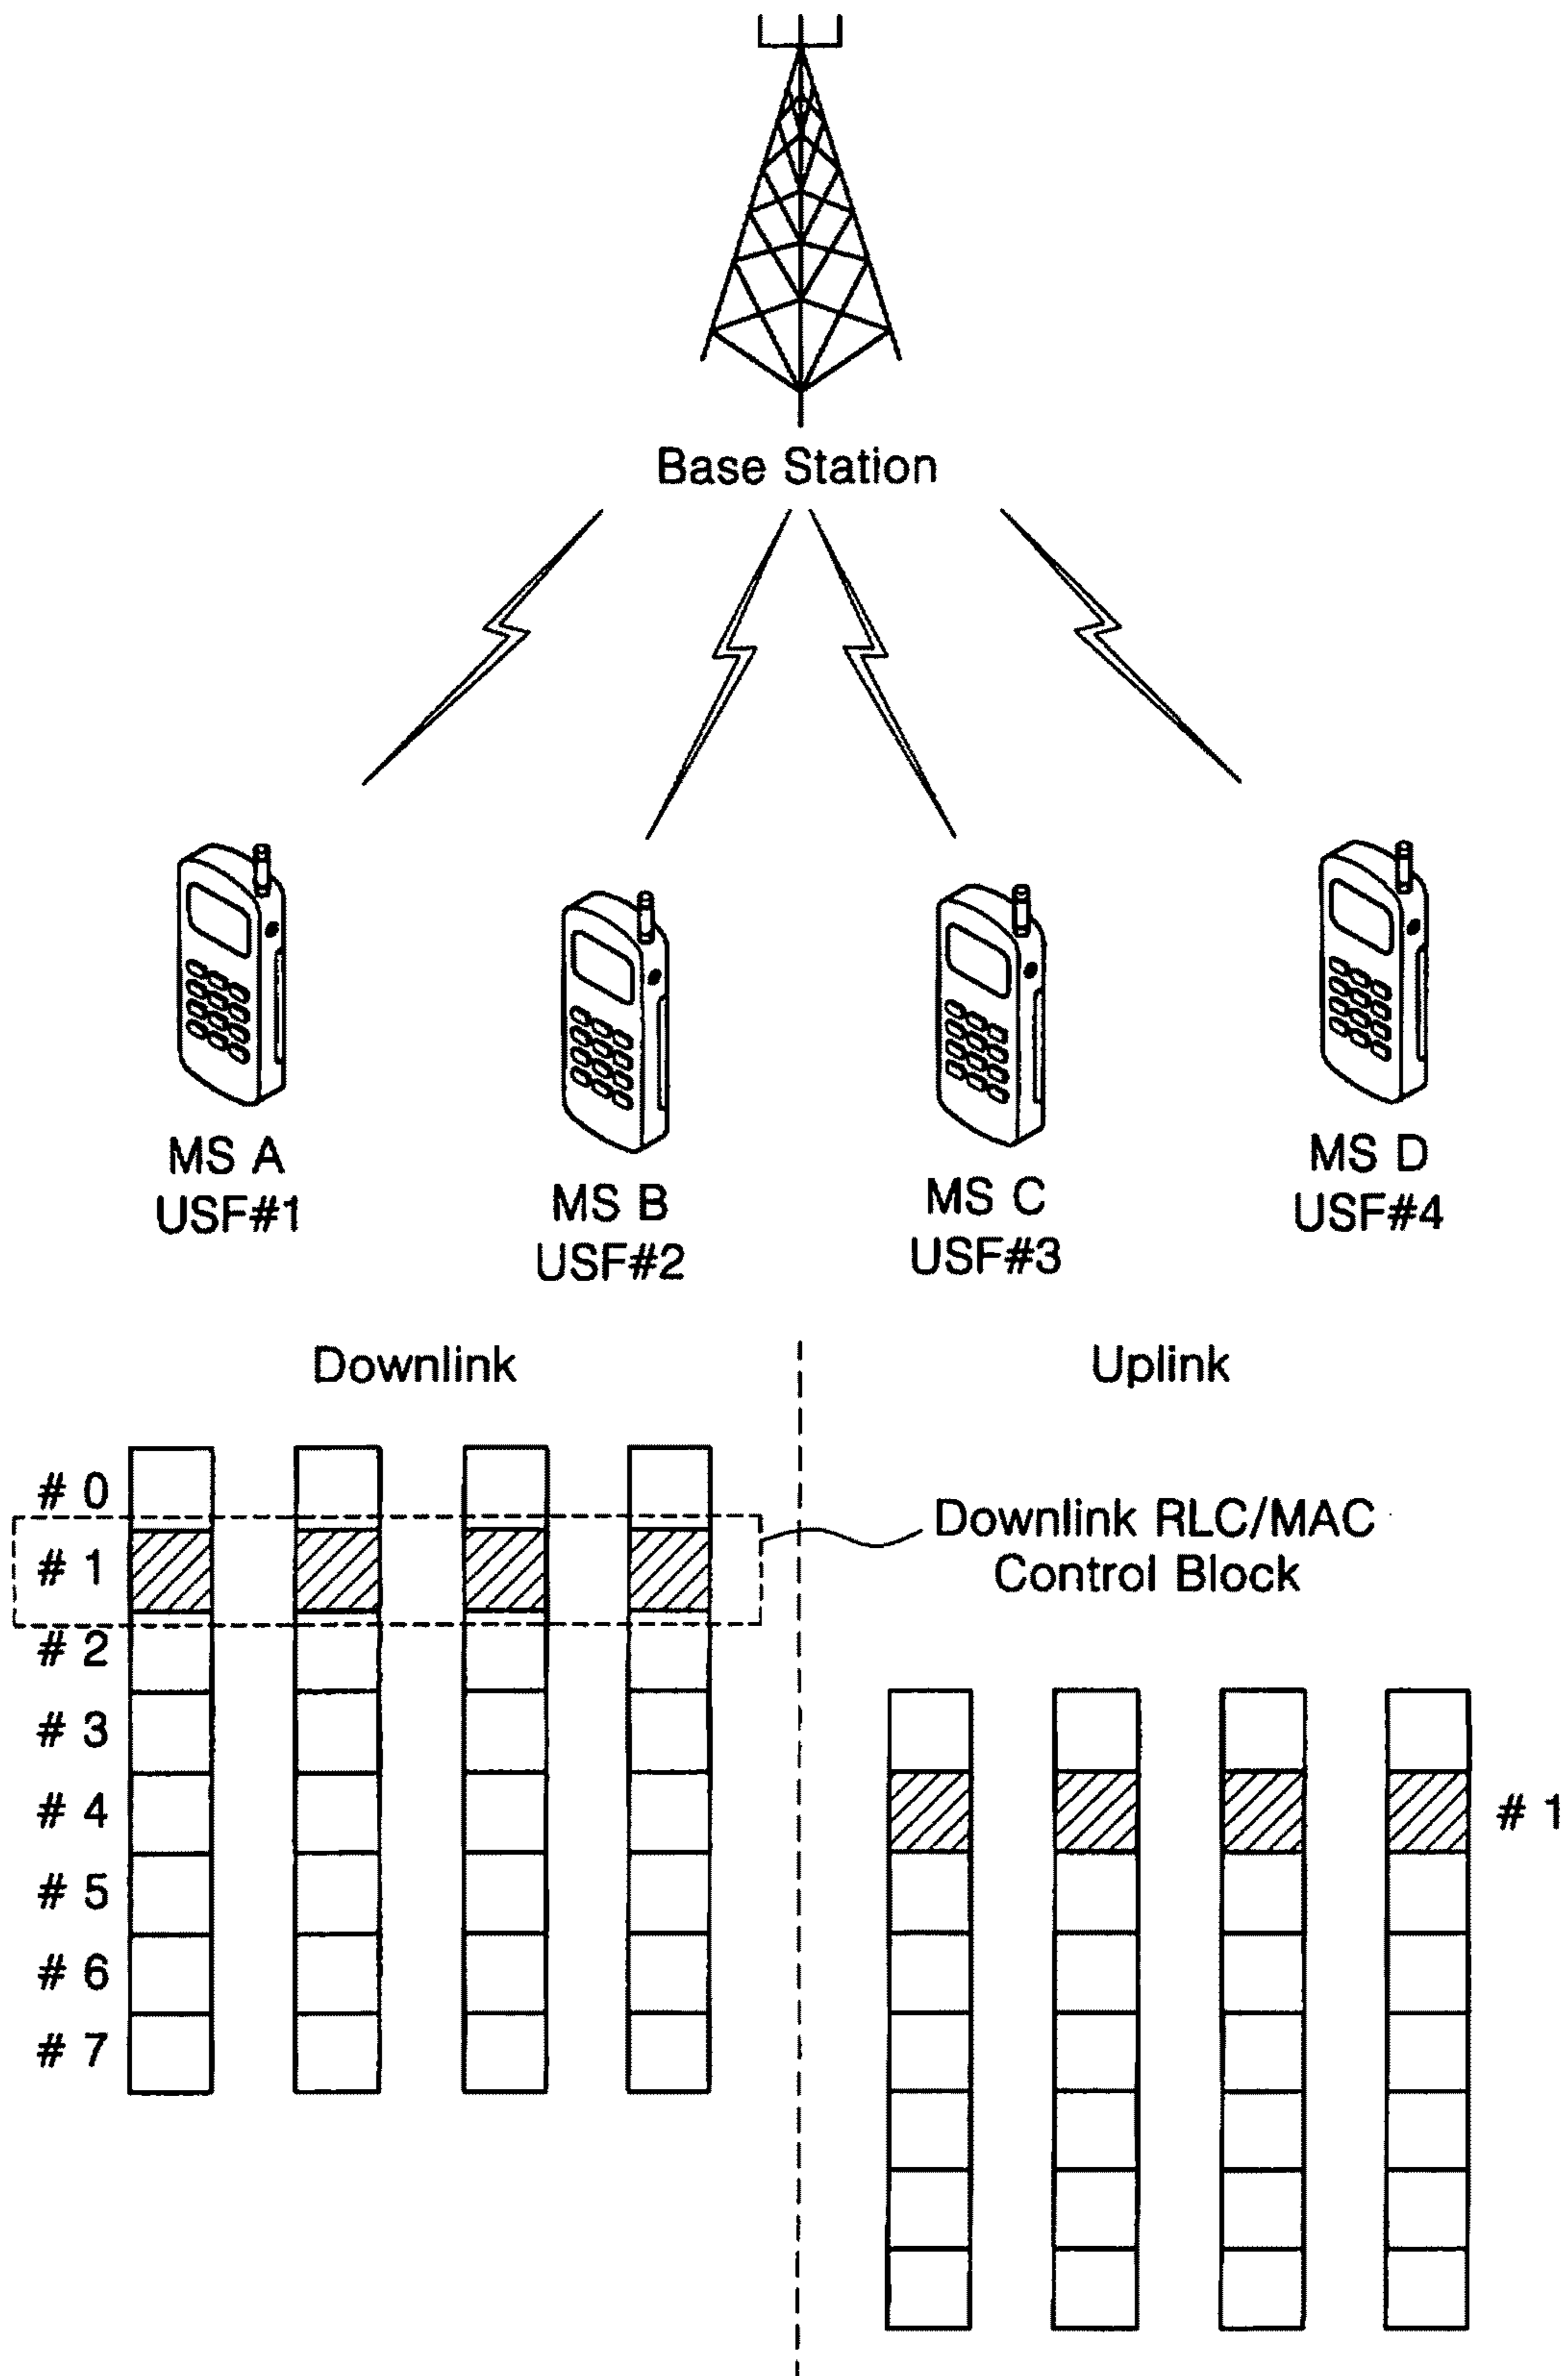 Base Station
MS A
USF#1
MS B
USF#2
MS C
USF#3
MS D
USF#4
Downlink
Uplink
# 0
# 1
# 2
# 3
# 4
# 5
# 6
# 7
Downlink RLC/MAC
Control Block
# 1